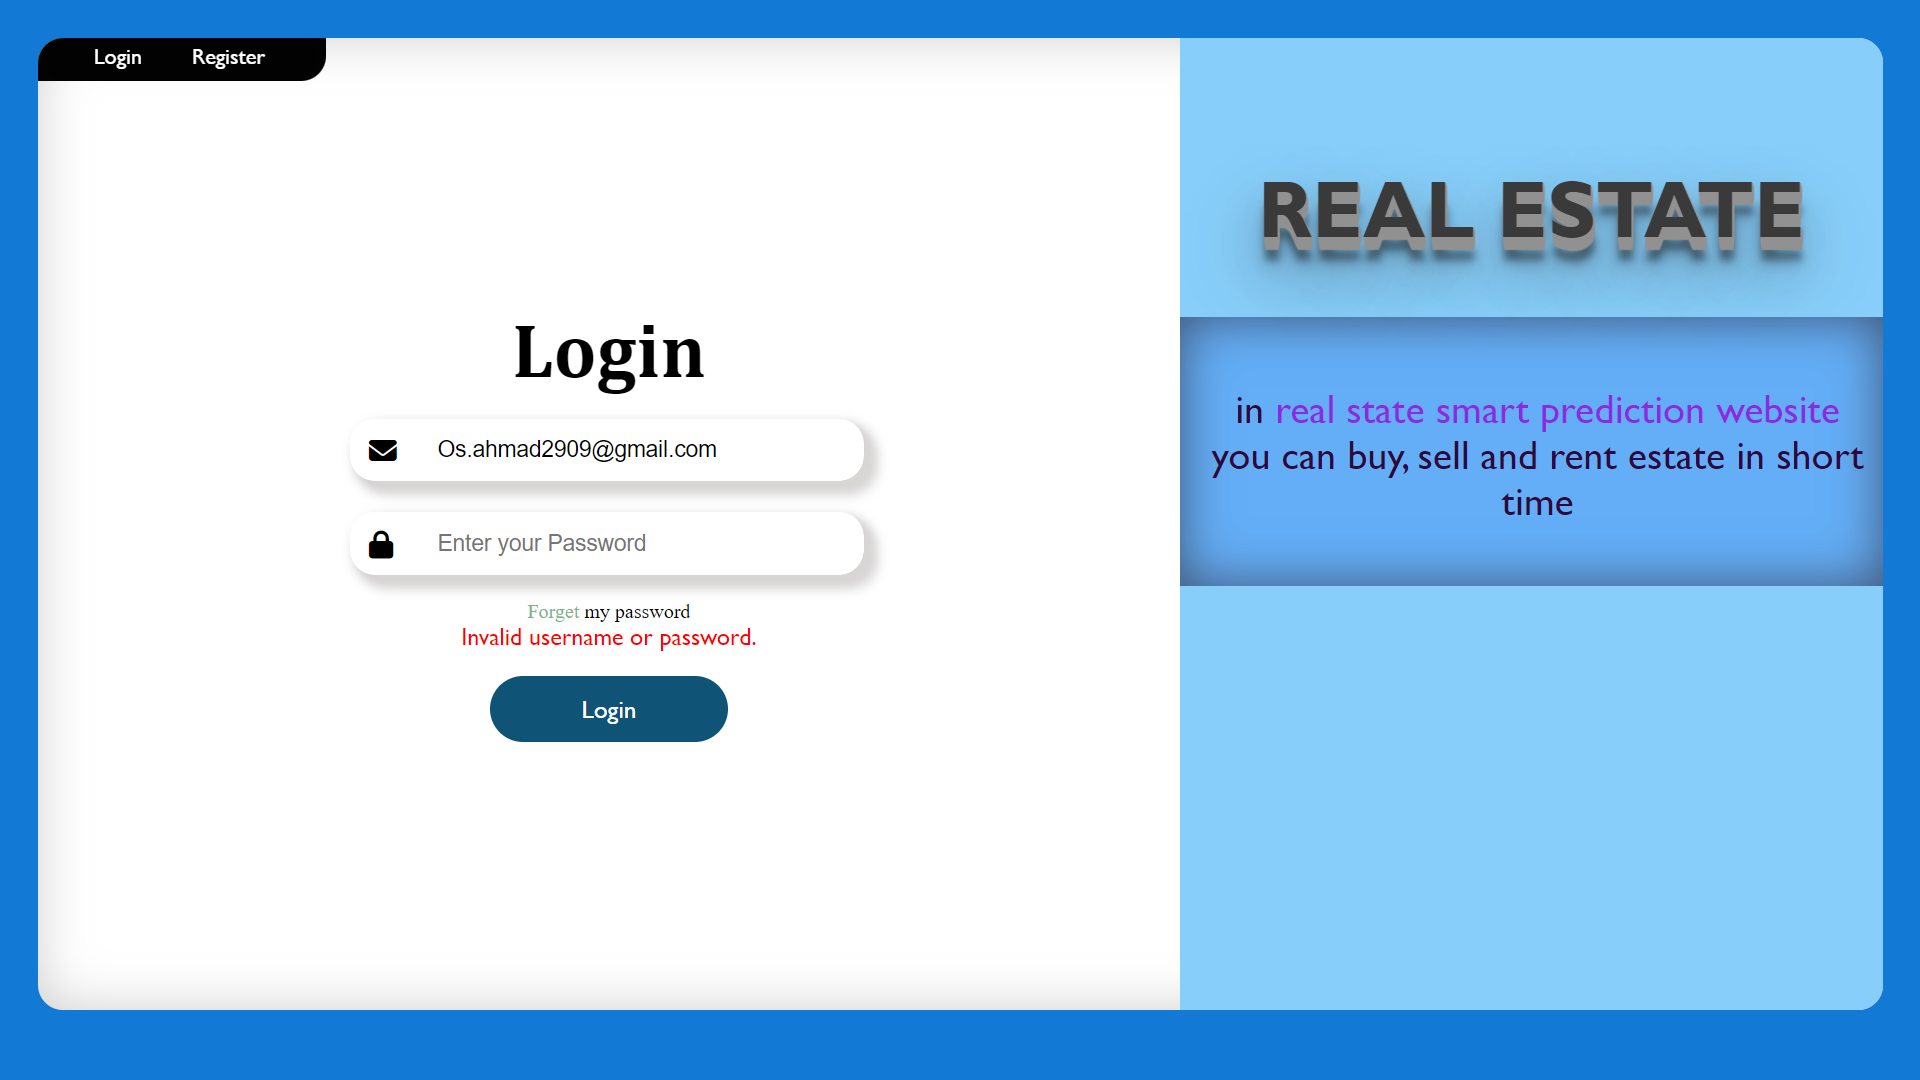 Login Register
Login
Os.ahmad2909@gmail.com
Enter your Password
Forget my password
Invalid username or password.
Login
REAL ESTATE
in real state smart prediction website
you can buy, sell and rent estate in short
time